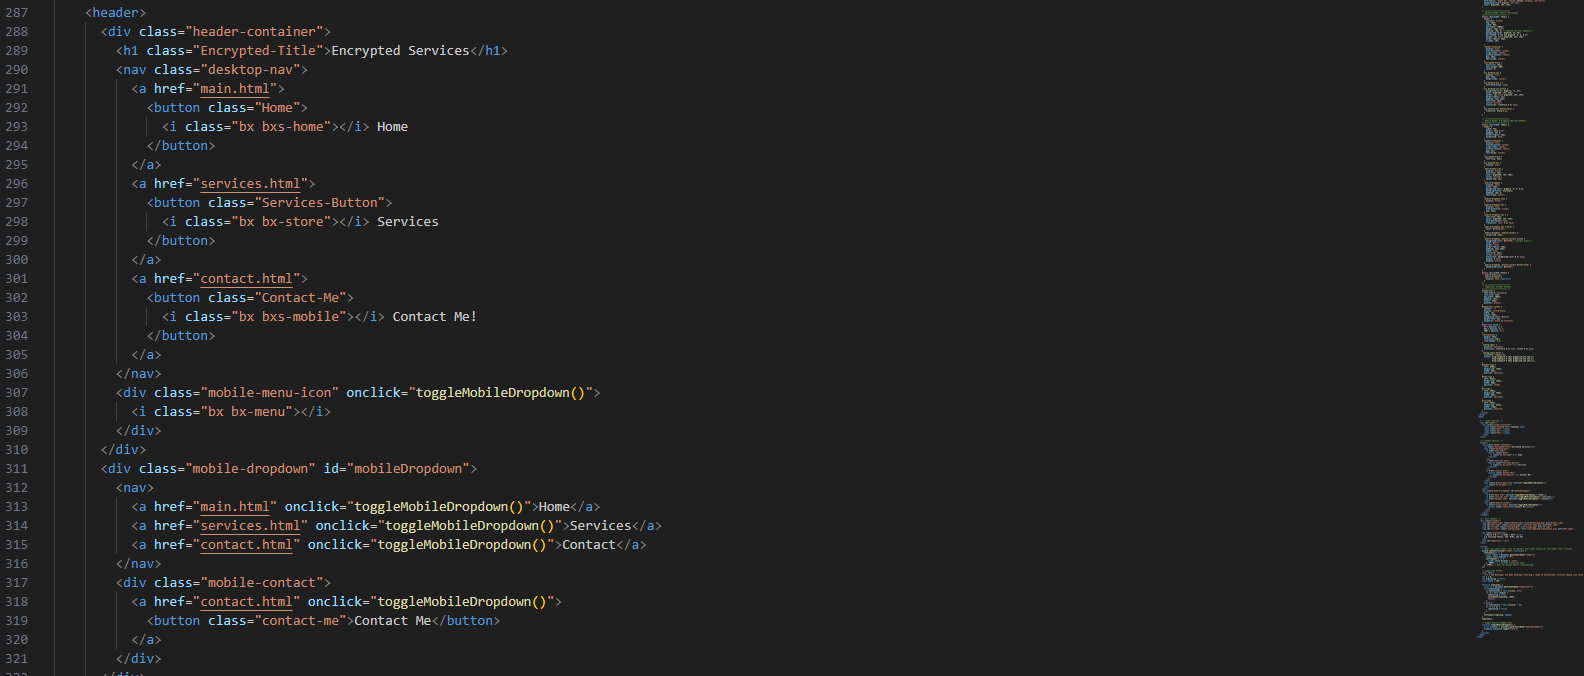 287 <header>
288 <div class="header-container">
289 <h1 class="Encrypted-Title">Encrypted Services</h1>
290 <nav class="desktop-nav">
291 <a href="main.html">
292 <button class="Home">
293 <i class="bx bxs-home"></i> Home
294 </button>
295 </a>
296 <a href="services.html">
297 <button class="Services-Button">
298 <i class="bx bx-store"></i> Services
299 </button>
300 </a>
301 <a href="contact.html">
302 <button class="Contact-Me">
303 <i class="bx bxs-mobile"></i> Contact Me!
304 </button>
305 </a>
306 </nav>
307 <div class="mobile-menu-icon" onclick="toggleMobileDropdown()">
308 <i class="bx bx-menu"></i>
309 </div>
310 </div>
311 <div class="mobile-dropdown" id="mobileDropdown">
312 <nav>
313 <a href="main.html" onclick="toggleMobileDropdown()">Home</a>
314 <a href="services.html" onclick="toggleMobileDropdown()">Services</a>
315 <a href="contact.html" onclick="toggleMobileDropdown()">Contact</a>
316 </nav>
317 <div class="mobile-contact">
318 <a href="contact.html" onclick="toggleMobileDropdown()">
319 <button class="contact-me">Contact Me</button>
320 </a>
321 </div>